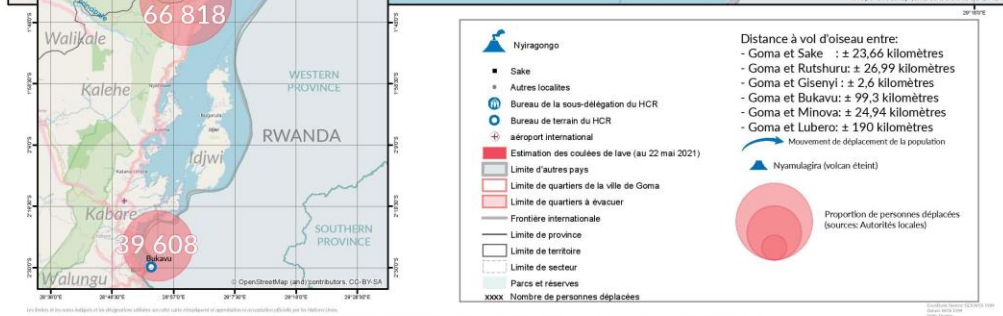 principale
66 818
Walikale
Kalehe
WESTERN
PROVINCE
RWANDA
Idjwi
Idjwi
Kabare
39 608
Bukavu
SOUTHERN
PROVINCE
Walungu
© OpenStreetMap (and) contributors, CC-BY-SA
Nyiragongo
Sake
Autres localites
Bureau de la sous-délégation du HCR
Bureau de terrain du HCR
aéroport international
Estimation des coulées de lave (au 22 mai 2021)
Limite d'autres pays
Limite de quartiers de la ville de Goma
Limite de quartiers à évacuer
Frontière internationale
Limite de province
Limite de territoire
Limite de secteur
Parcs et réserves
xxxx Nombre de personnes déplacées
Distance à vol d'oiseau entre:
- Goma et Sake : ± 23,66 kilomètres
- Goma et Rutshuru: ± 26,99 kilomètres
- Goma et Gisenyi : ± 2,6 kilomètres
- Goma et Bukavu: ± 99,3 kilomètres
- Goma et Minova: ± 24,94 kilomètres
- Goma et Lubero: ± 190 kilomètres
Mouvement de déplacement de la population
Nyamulagira (volcan éteint)
Proportion de personnes déplacées
(sources: Autorités locales)